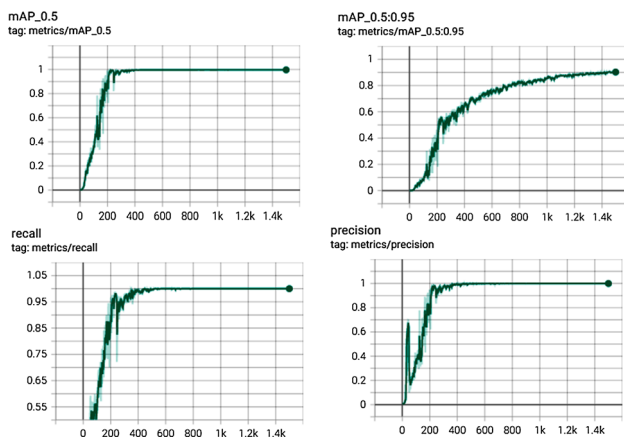 mAP_0.5
tag: metrics/mAP_0.5
1
0.8
0.6
0.4
0.2
0
0 200 400 600 800 1k 1.2k 1.4k
mAP_0.5:0.95
tag: metrics/mAP_0.5:0.95
1
0.8
0.6
0.4
0.2
0
0 200 400 600 800 1k 1.2k 1.4k
recall
tag: metrics/recall
1.05
1
0.95
0.85
0.75
0.65
0.55
0 200 400 600 800 1k 1.2k 1.4k
precision
tag: metrics/precision
1
0.8
0.6
0.4
0.2
0
0 200 400 600 800 1k 1.2k 1.4k